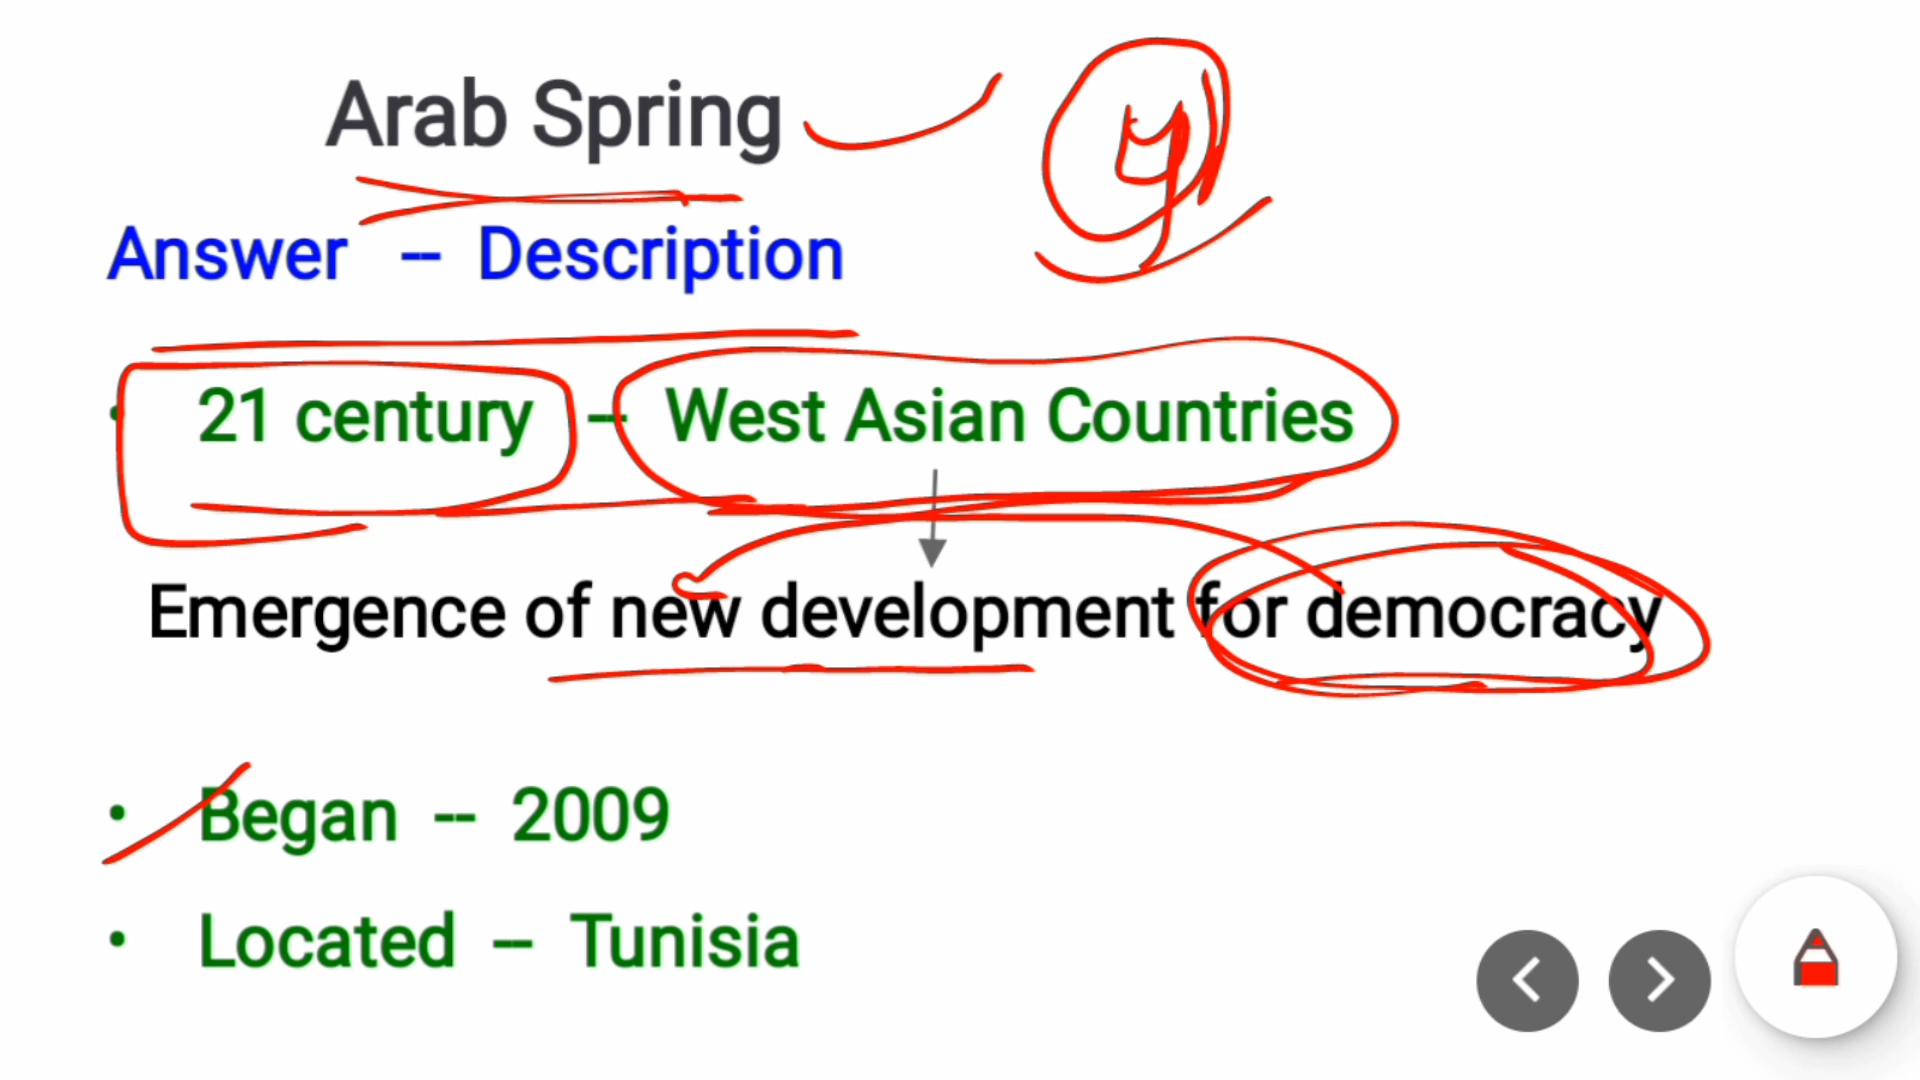 Arab Spring
Answer -- Description
• 21 century -- West Asian Countries
Emergence of new development for democracy
• Began -- 2009
• Located -- Tunisia